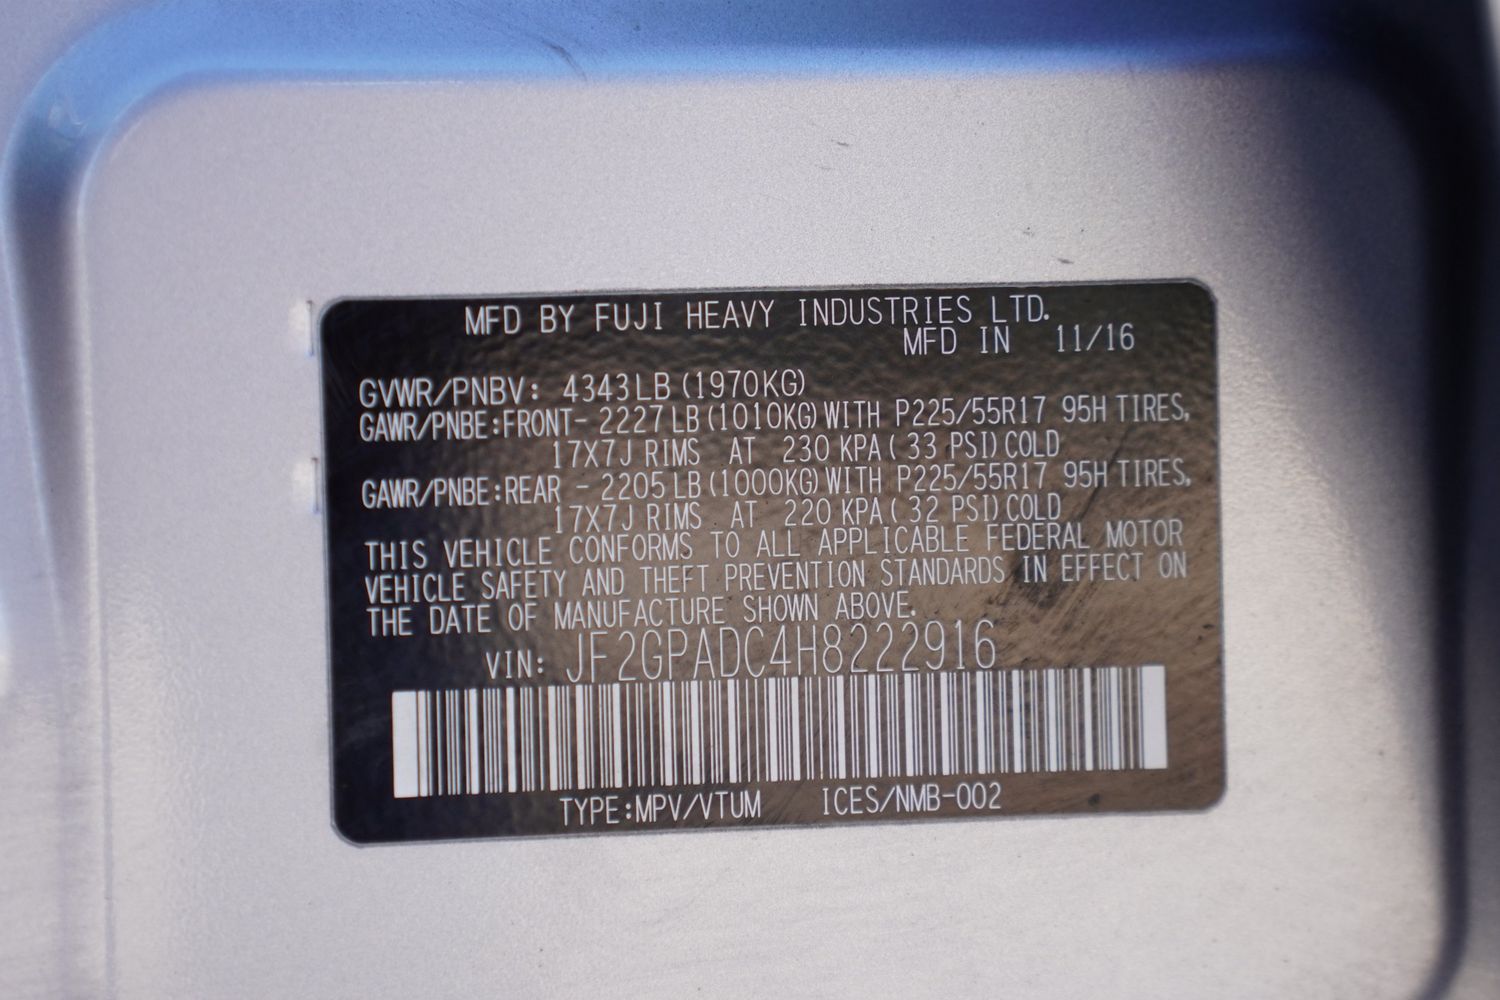 MFD BY FUJI HEAVY INDUSTRIES LTD.
MFD IN 11/16
GVWR/PNBV: 4343LB (1970KG)
GAWR/PNBE:FRONT- 2227LB (1010KG) WITH P225/55R17 95H TIRES,
17X7J RIMS AT 230 KPA ( 33 PSI) COLD
GAWR/PNBE:REAR - 2205LB (1000KG) WITH P225/55R17 95H TIRES,
17X7J RIMS AT 220 KPA ( 32 PSI) COLD
THIS VEHICLE CONFORMS TO ALL APPLICABLE FEDERAL MOTOR
VEHICLE SAFETY AND THEFT PREVENTION STANDARDS IN EFFECT ON
THE DATE OF MANUFACTURE SHOWN ABOVE.
VIN: JF2GPADC4H8222916
TYPE:MPV/VTUM ICES/NMB-002